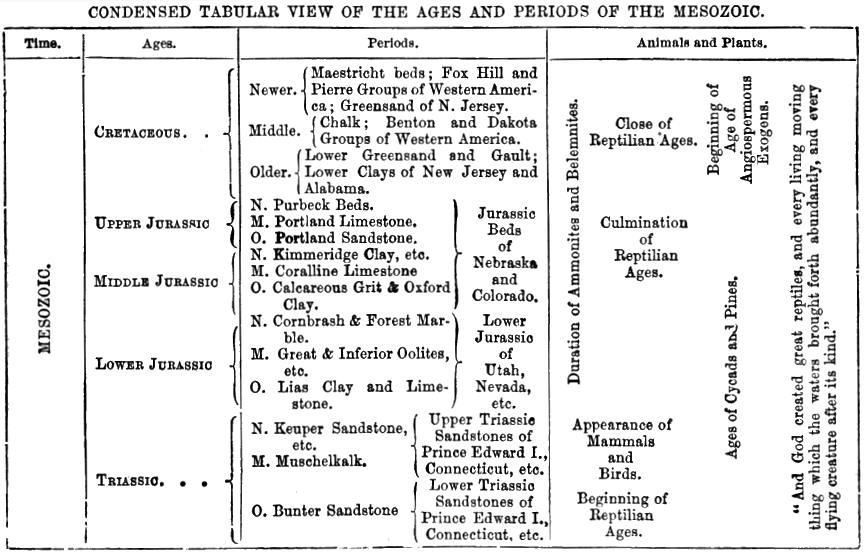 CONDENSED TABULAR VIEW OF THE AGES AND PERIODS OF THE MESOZOIC.
Time.
Ages.
Periods.
Animals and Plants.
MESOZOIC.
CRETACEOUS. .
Newer.
Maestricht beds; Fox Hill and
Pierre Groups of Western Ameri-
ca; Greensand of N. Jersey.
Middle.
Chalk; Benton and Dakota
Groups of Western America.
Older.
Lower Greensand and Gault;
Lower Clays of New Jersey and
Alabama.
UPPER JURASSIC
N. Purbeck Beds.
M. Portland Limestone.
O. Portland Sandstone.
MIDDLE JURASSIC
N. Kimmeridge Clay, etc.
M. Coralline Limestone
O. Calcareous Grit & Oxford
Clay.
Jurassic
Beds
of
Nebraska
and
Colorado.
LOWER JURASSIC
N. Cornbrash & Forest Mar-
ble.
M. Great & Inferior Oolites,
etc.
O. Lias Clay and Lime-
stone.
Lower
Jurassic
of
Utah,
Nevada,
etc.
TRIASSIC. . .
N. Keuper Sandstone,
etc.
M. Muschelkalk.
Upper Triassic
Sandstones of
Prince Edward I.,
Connecticut, etc.
O. Bunter Sandstone
Lower Triassic
Sandstones of
Prince Edward I.,
Connecticut, etc.
Duration of Ammonites and Belemnites.
Close of
Reptilian Ages.
Culmination
of
Reptilian
Ages.
Appearance of
Mammals
and
Birds.
Beginning of
Reptilian
Ages.
Beginning of
Age of
Angiospermous
Exogens.
Ages of Cycads and Pines.
"And God created great reptiles, and every living moving
thing which the waters brought forth abundantly, and every
flying creature after its kind."